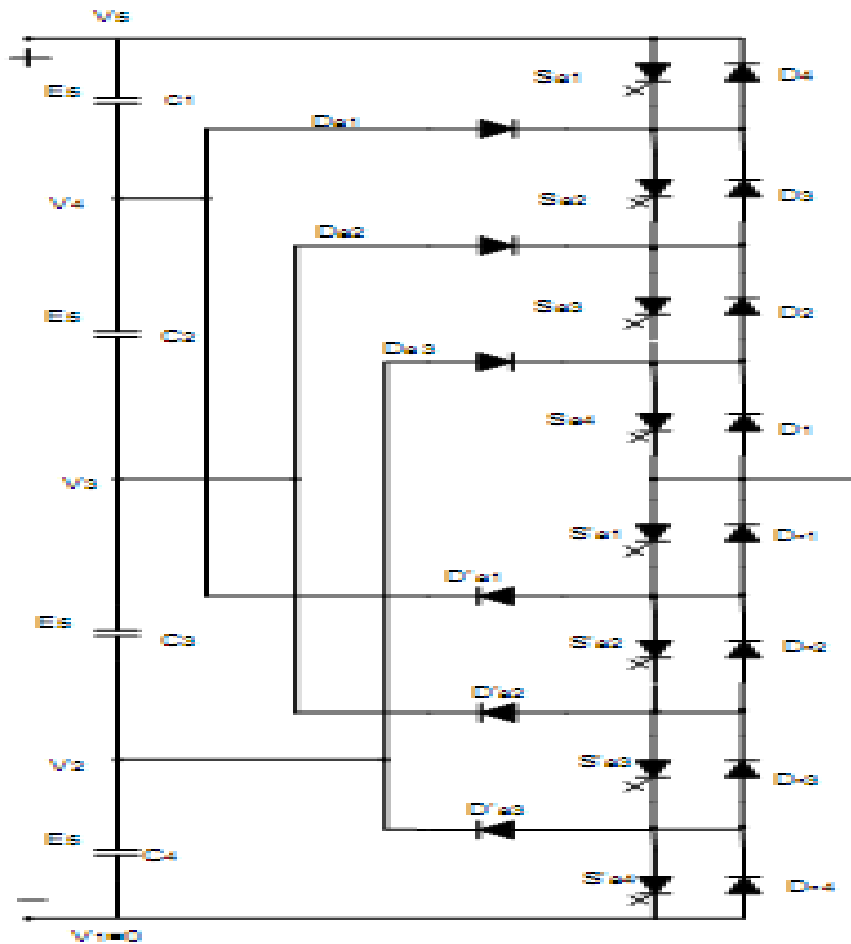 V5
+
Es
C1
Sa1
D4
Da1
V4
Sa2
D3
Da2
Es
C2
Sa3
D2
Da3
Sa4
D1
V3
S'a1
D-1
D'a1
Es
C3
S'a2
D-2
D'a2
V2
S'a3
D-3
D'a3
Es
C4
S'a4
D-4
−
V1=0